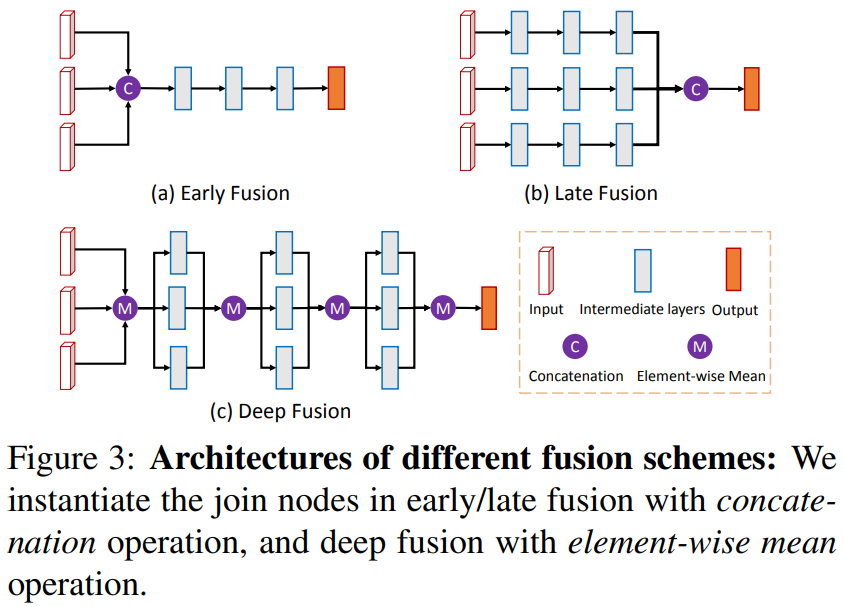 C
(a) Early Fusion
C
(b) Late Fusion
M
M
M
M
(c) Deep Fusion
Input
Intermediate layers
Output
C
M
Concatenation
Element-wise Mean
Figure 3: Architectures of different fusion schemes: We
instantiate the join nodes in early/late fusion with concate-
nation operation, and deep fusion with element-wise mean
operation.